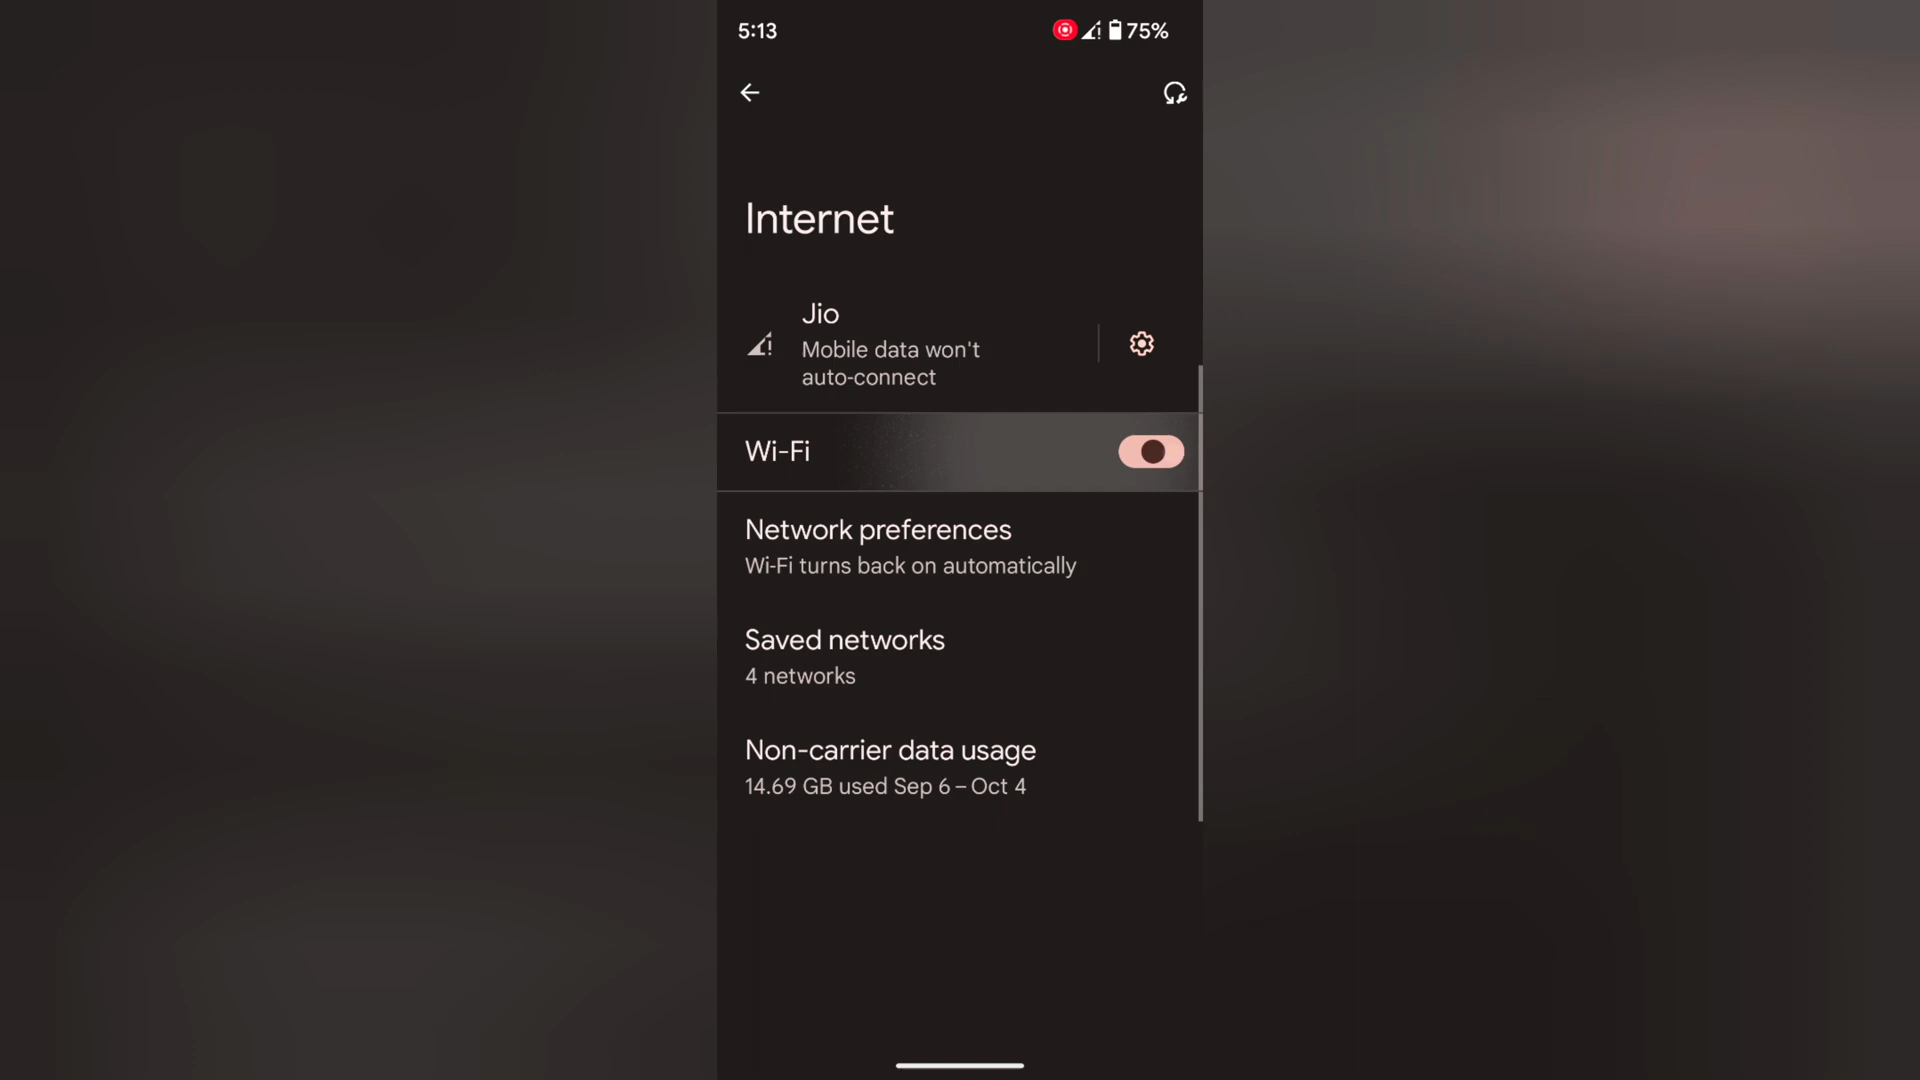 5:13
75%
Internet
Jio
Mobile data won't
auto-connect
Wi-Fi
Network preferences
Wi-Fi turns back on automatically
Saved networks
4 networks
Non-carrier data usage
14.69 GB used Sep 6 – Oct 4